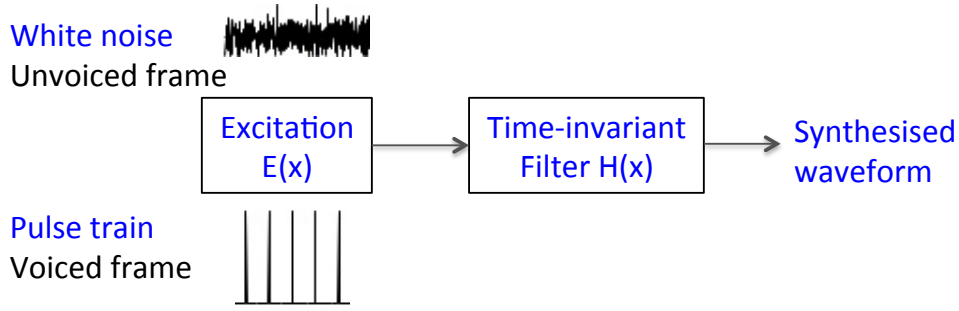 White noise
Unvoiced frame
Excitation
E(x)
Time-invariant
Filter H(x)
Synthesised
waveform
Pulse train
Voiced frame